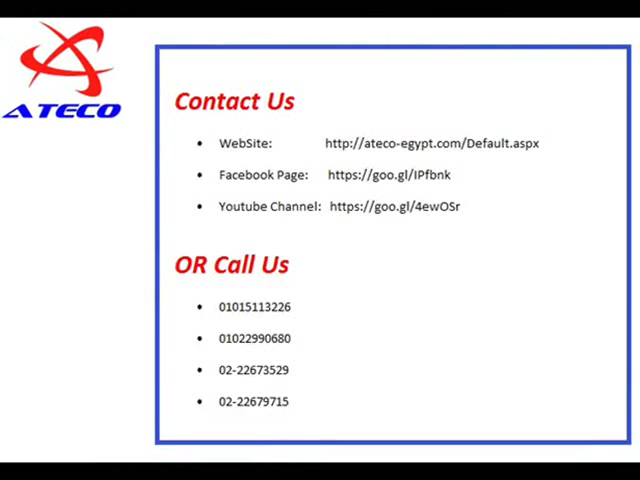 ATECO
Contact Us
• WebSite: http://ateco-egypt.com/Default.aspx
• Facebook Page: https://goo.gl/IPfbnk
• Youtube Channel: https://goo.gl/4ewOSr
OR Call Us
• 01015113226
• 01022990680
• 02-22673529
• 02-22679715